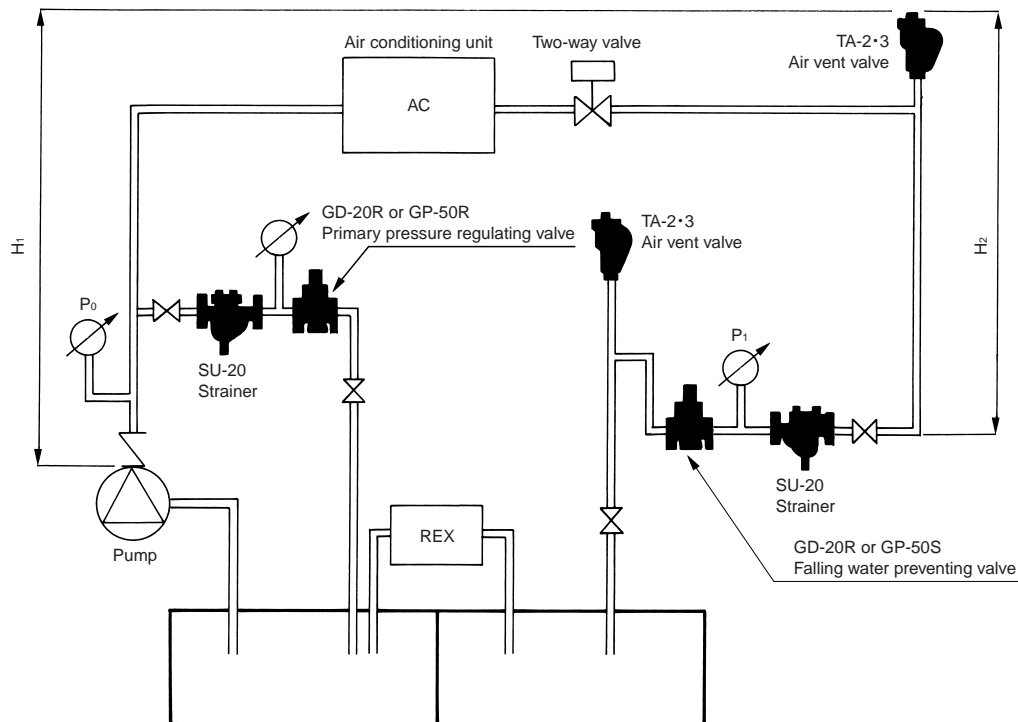 Air conditioning unit
Two-way valve
TA-2・3
Air vent valve
AC
H1
H2
GD-20R or GP-50R
Primary pressure regulating valve
TA-2・3
Air vent valve
P0
P1
SU-20
Strainer
SU-20
Strainer
REX
Pump
GD-20R or GP-50S
Falling water preventing valve